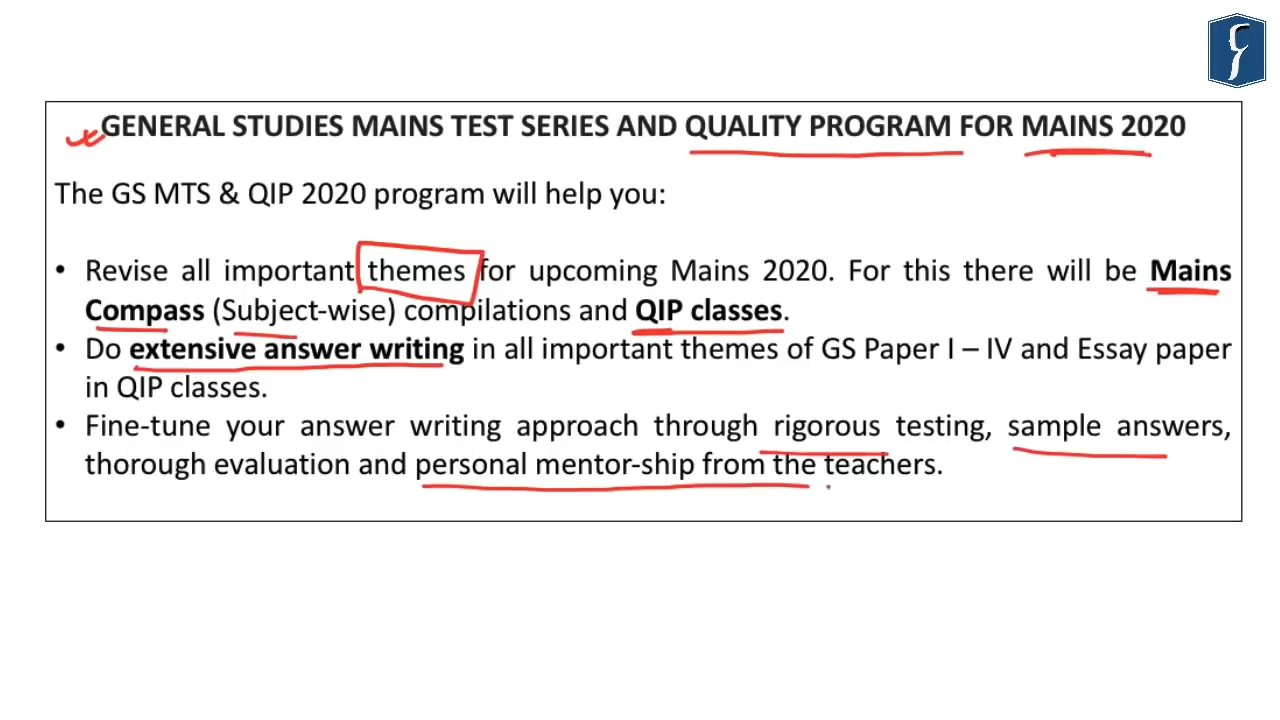 GENERAL STUDIES MAINS TEST SERIES AND QUALITY PROGRAM FOR MAINS 2020
The GS MTS & QIP 2020 program will help you:
• Revise all important themes for upcoming Mains 2020. For this there will be Mains
Compass (Subject-wise) compilations and QIP classes.
• Do extensive answer writing in all important themes of GS Paper I – IV and Essay paper
in QIP classes.
• Fine-tune your answer writing approach through rigorous testing, sample answers,
thorough evaluation and personal mentor-ship from the teachers.